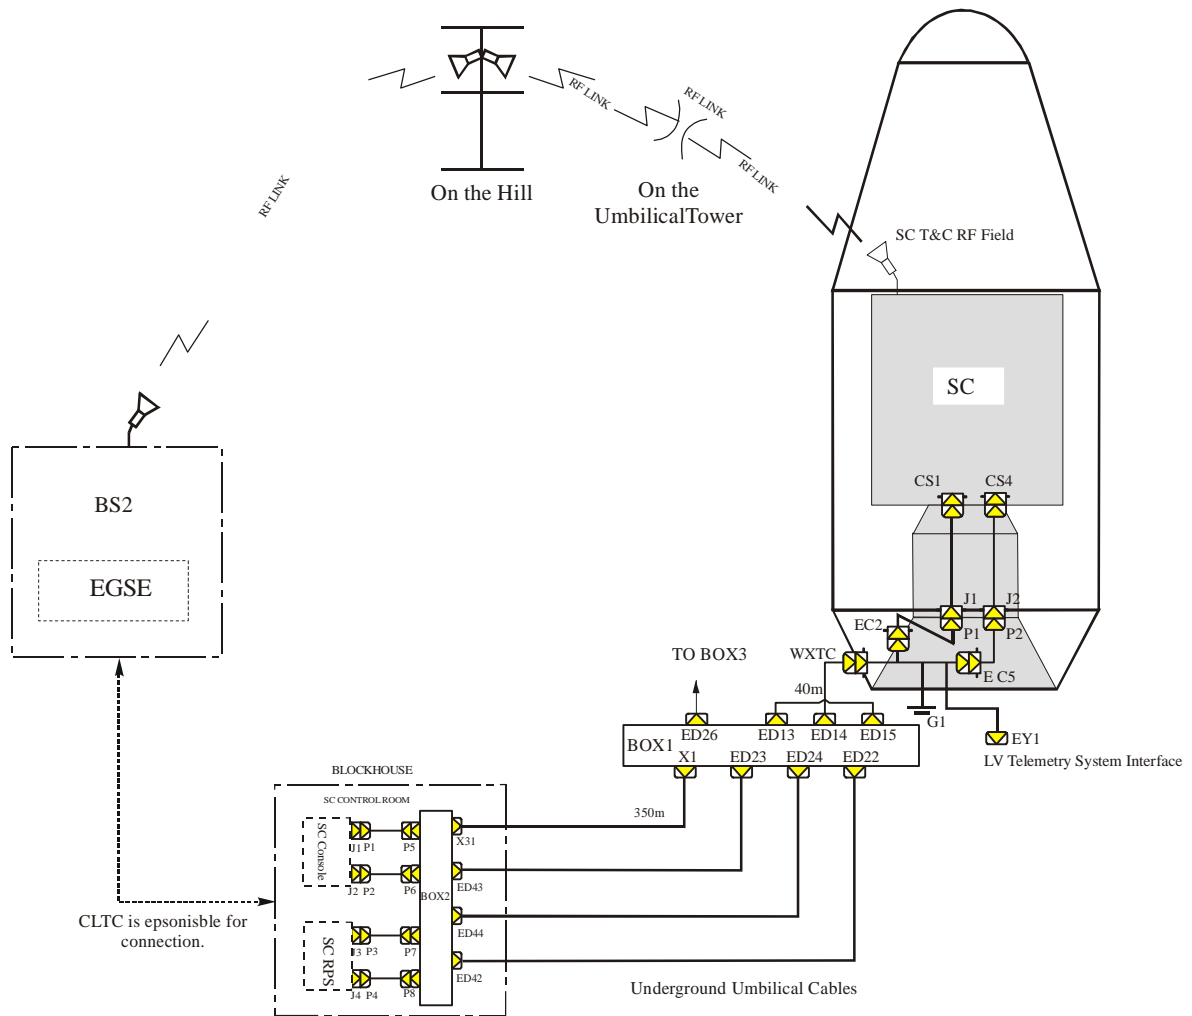 RF LINK
RF LINK
RF LINK
RF LINK
On the Hill
On the
UmbilicalTower
SC T&C RF Field
SC
BS2
EGSE
CS1
CS4
J1
J2
EC2
P1
P2
WXTC
E C5
TO BOX3
40m
G1
EY1
LV Telemetry System Interface
BOX1
ED26
ED13
ED14
ED15
X1
ED23
ED24
ED22
BLOCKHOUSE
SC CONTROL ROOM
350m
SC Console
J1 P1
P5
X31
J2 P2
P6
BOX2
ED43
ED44
SC RPS
J3 P3
P7
J4 P4
P8
ED42
CLTC is epsonisble for
connection.
Underground Umbilical Cables